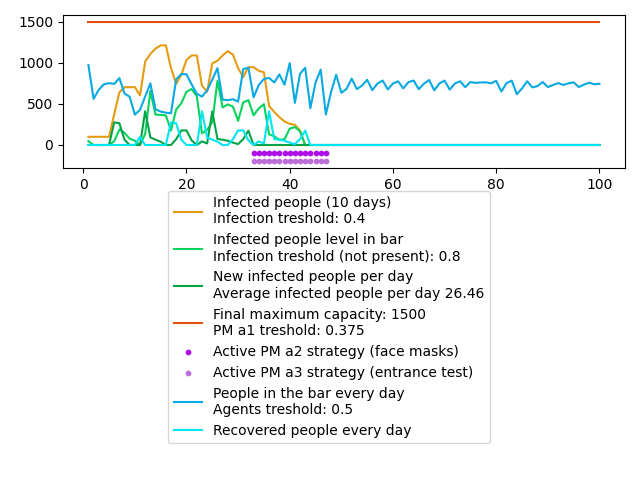 1500
1000
500
0
0 20 40 60 80 100
Infected people (10 days)
Infection treshold: 0.4
Infected people level in bar
Infection treshold (not present): 0.8
New infected people per day
Average infected people per day 26.46
Final maximum capacity: 1500
PM a1 treshold: 0.375
Active PM a2 strategy (face masks)
Active PM a3 strategy (entrance test)
People in the bar every day
Agents treshold: 0.5
Recovered people every day